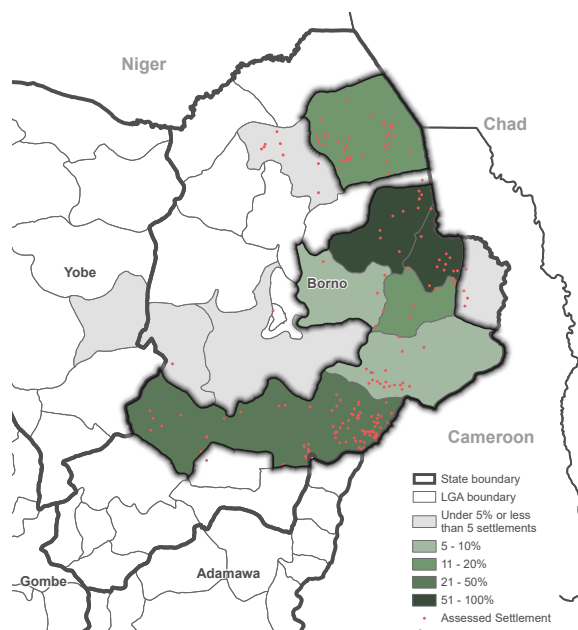 Niger
Chad
Yobe
Borno
Cameroon
Gombe
Adamawa
State boundary
LGA boundary
Under 5% or less
than 5 settlements
5 - 10%
11 - 20%
21 - 50%
51 - 100%
Assessed Settlement